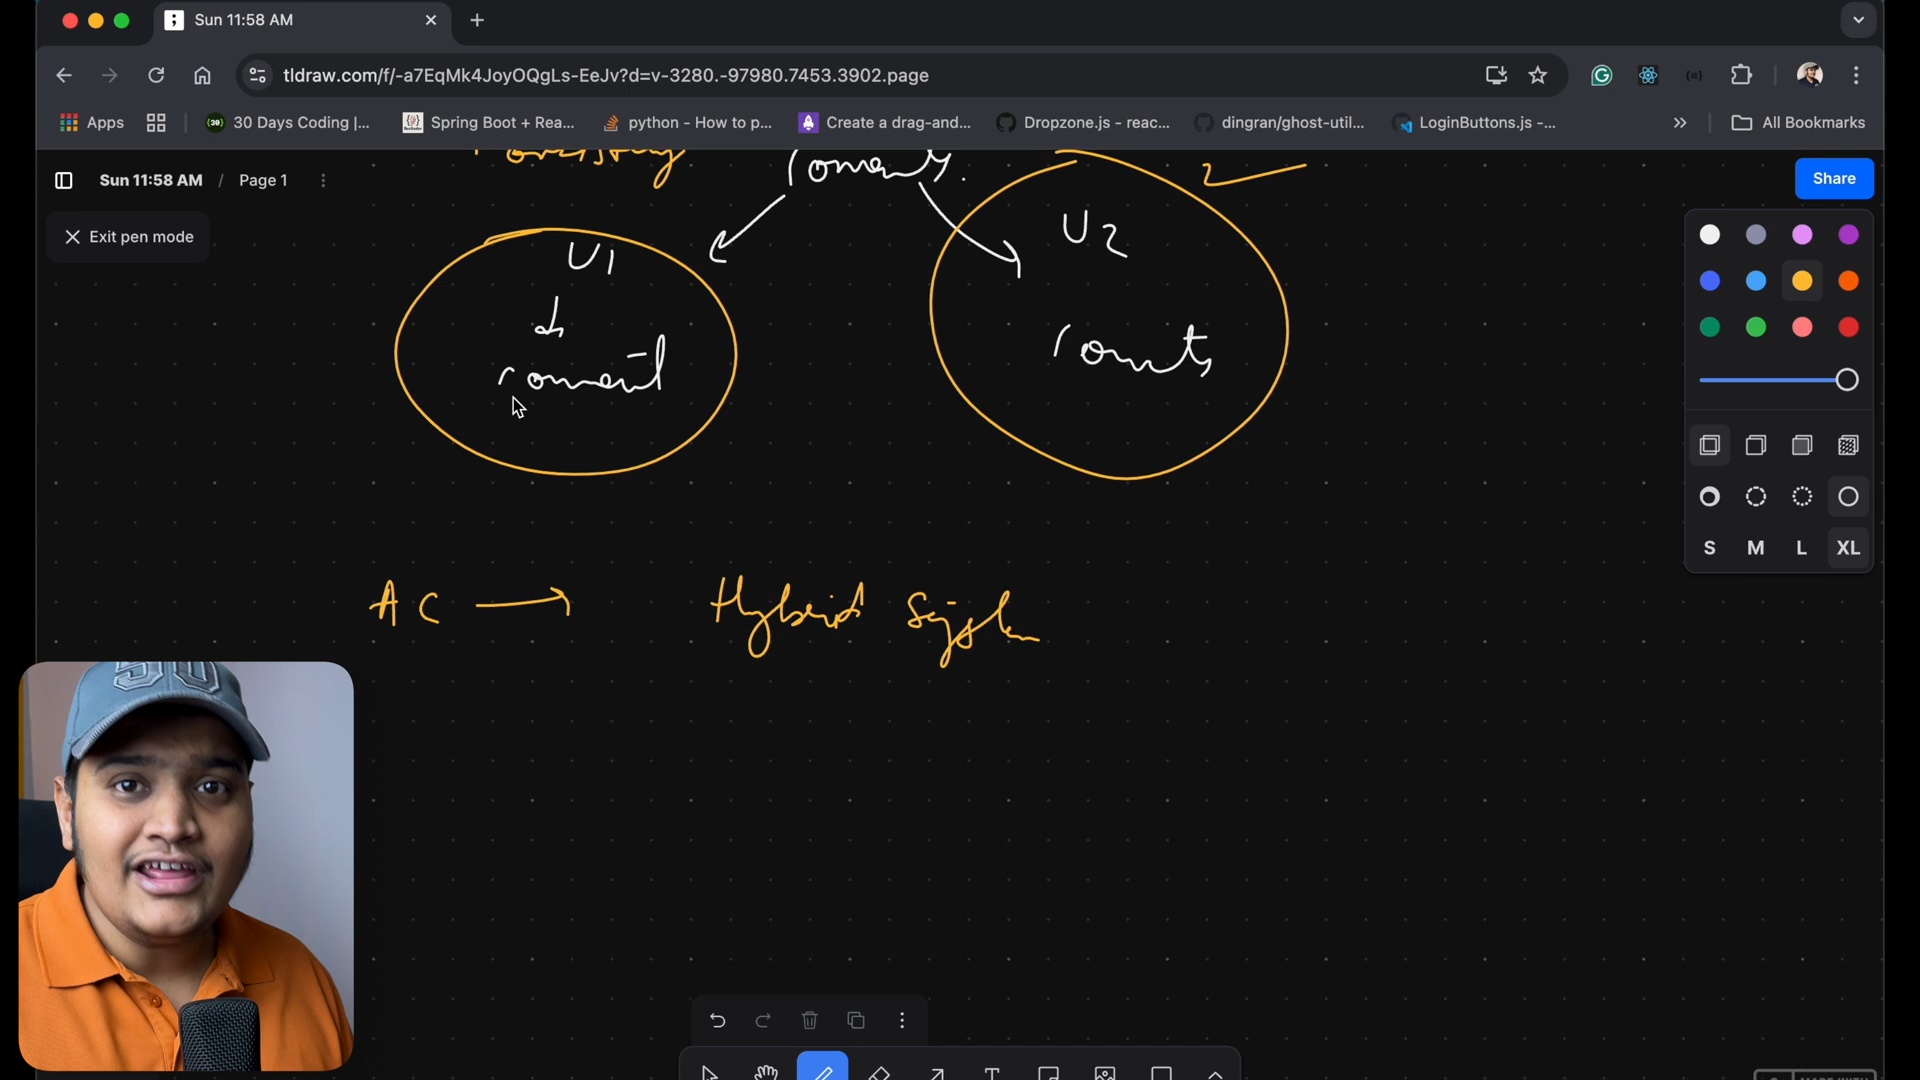 Sun 11:58 AM
tldraw.com/f/-a7EqMk4JoyOQgLs-EeJv?d=v-3280.-97980.7453.3902.page
Apps
30 Days Coding |...
Spring Boot + Rea...
python - How to p...
Create a drag-and...
Dropzone.js - reac...
dingran/ghost-util...
LoginButtons.js -...
All Bookmarks
Sun 11:58 AM / Page 1
Share
Exit pen mode
U1
U2
2
AC
Hybrid System
S M L XL
50